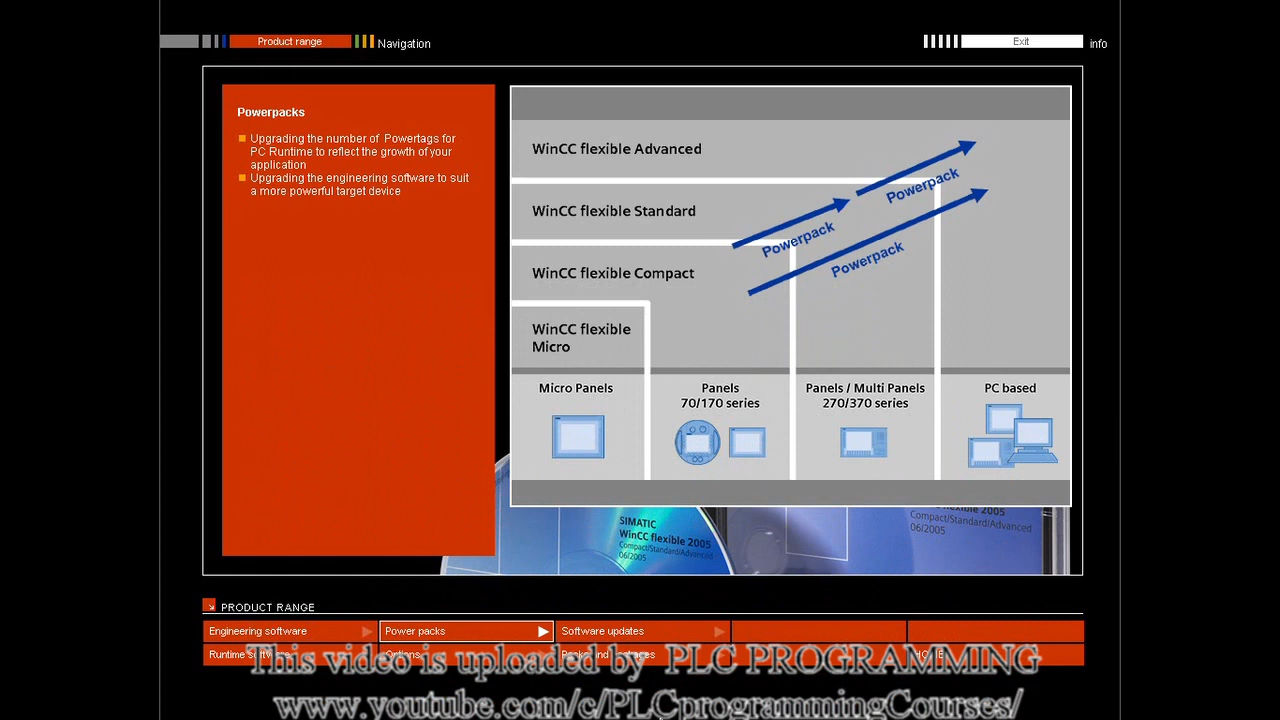 Product range
Navigation
Exit
info
Powerpacks
Upgrading the number of Powertags for
PC Runtime to reflect the growth of your
application
Upgrading the engineering software to suit
a more powerful target device
WinCC flexible Advanced
WinCC flexible Standard
WinCC flexible Compact
WinCC flexible
Micro
Powerpack
Powerpack
Powerpack
Micro Panels
Panels
70/170 series
Panels / Multi Panels
270/370 series
PC based
SIMATIC
WinCC flexible 2005
Compact/Standard/Advanced
06/2005
flexible 2005
Compact/Standard/Advanced
06/2005
PRODUCT RANGE
Engineering software
Power packs
Software updates
Runtime software
Options
HOME
This video is uploaded by PLC PROGRAMMING
www.youtube.com/c/PLCprogrammingCourses/